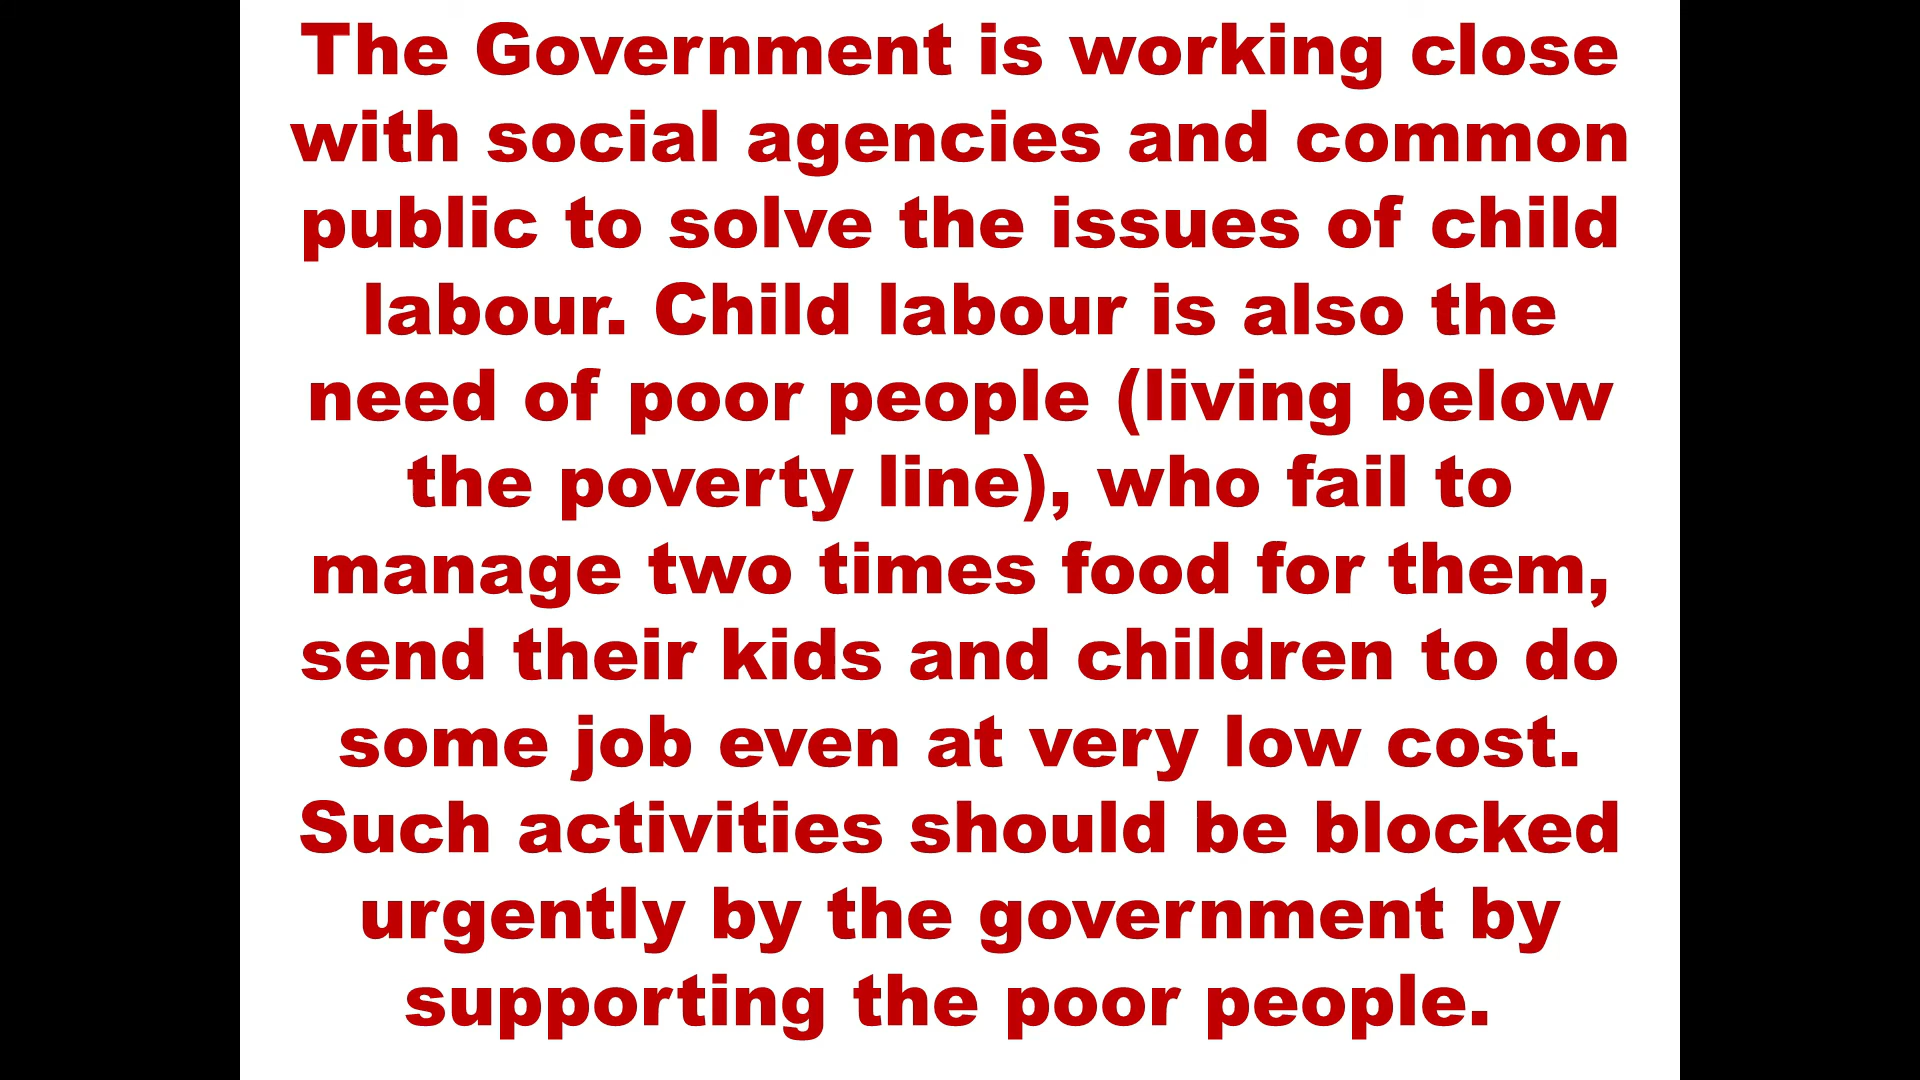 The Government is working close
with social agencies and common
public to solve the issues of child
labour. Child labour is also the
need of poor people (living below
the poverty line), who fail to
manage two times food for them,
send their kids and children to do
some job even at very low cost.
Such activities should be blocked
urgently by the government by
supporting the poor people.